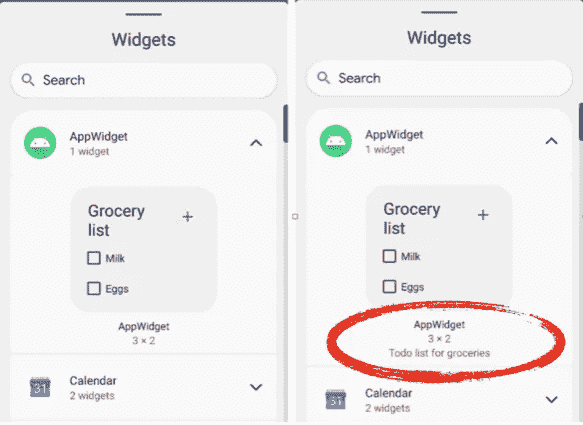 Widgets
Search
AppWidget
1 widget
Grocery
list
Milk
Eggs
AppWidget
3 × 2
31
Calendar
2 widgets
Widgets
Search
AppWidget
1 widget
Grocery
list
Milk
Eggs
AppWidget
3 × 2
Todo list for groceries
31
Calendar
2 widgets